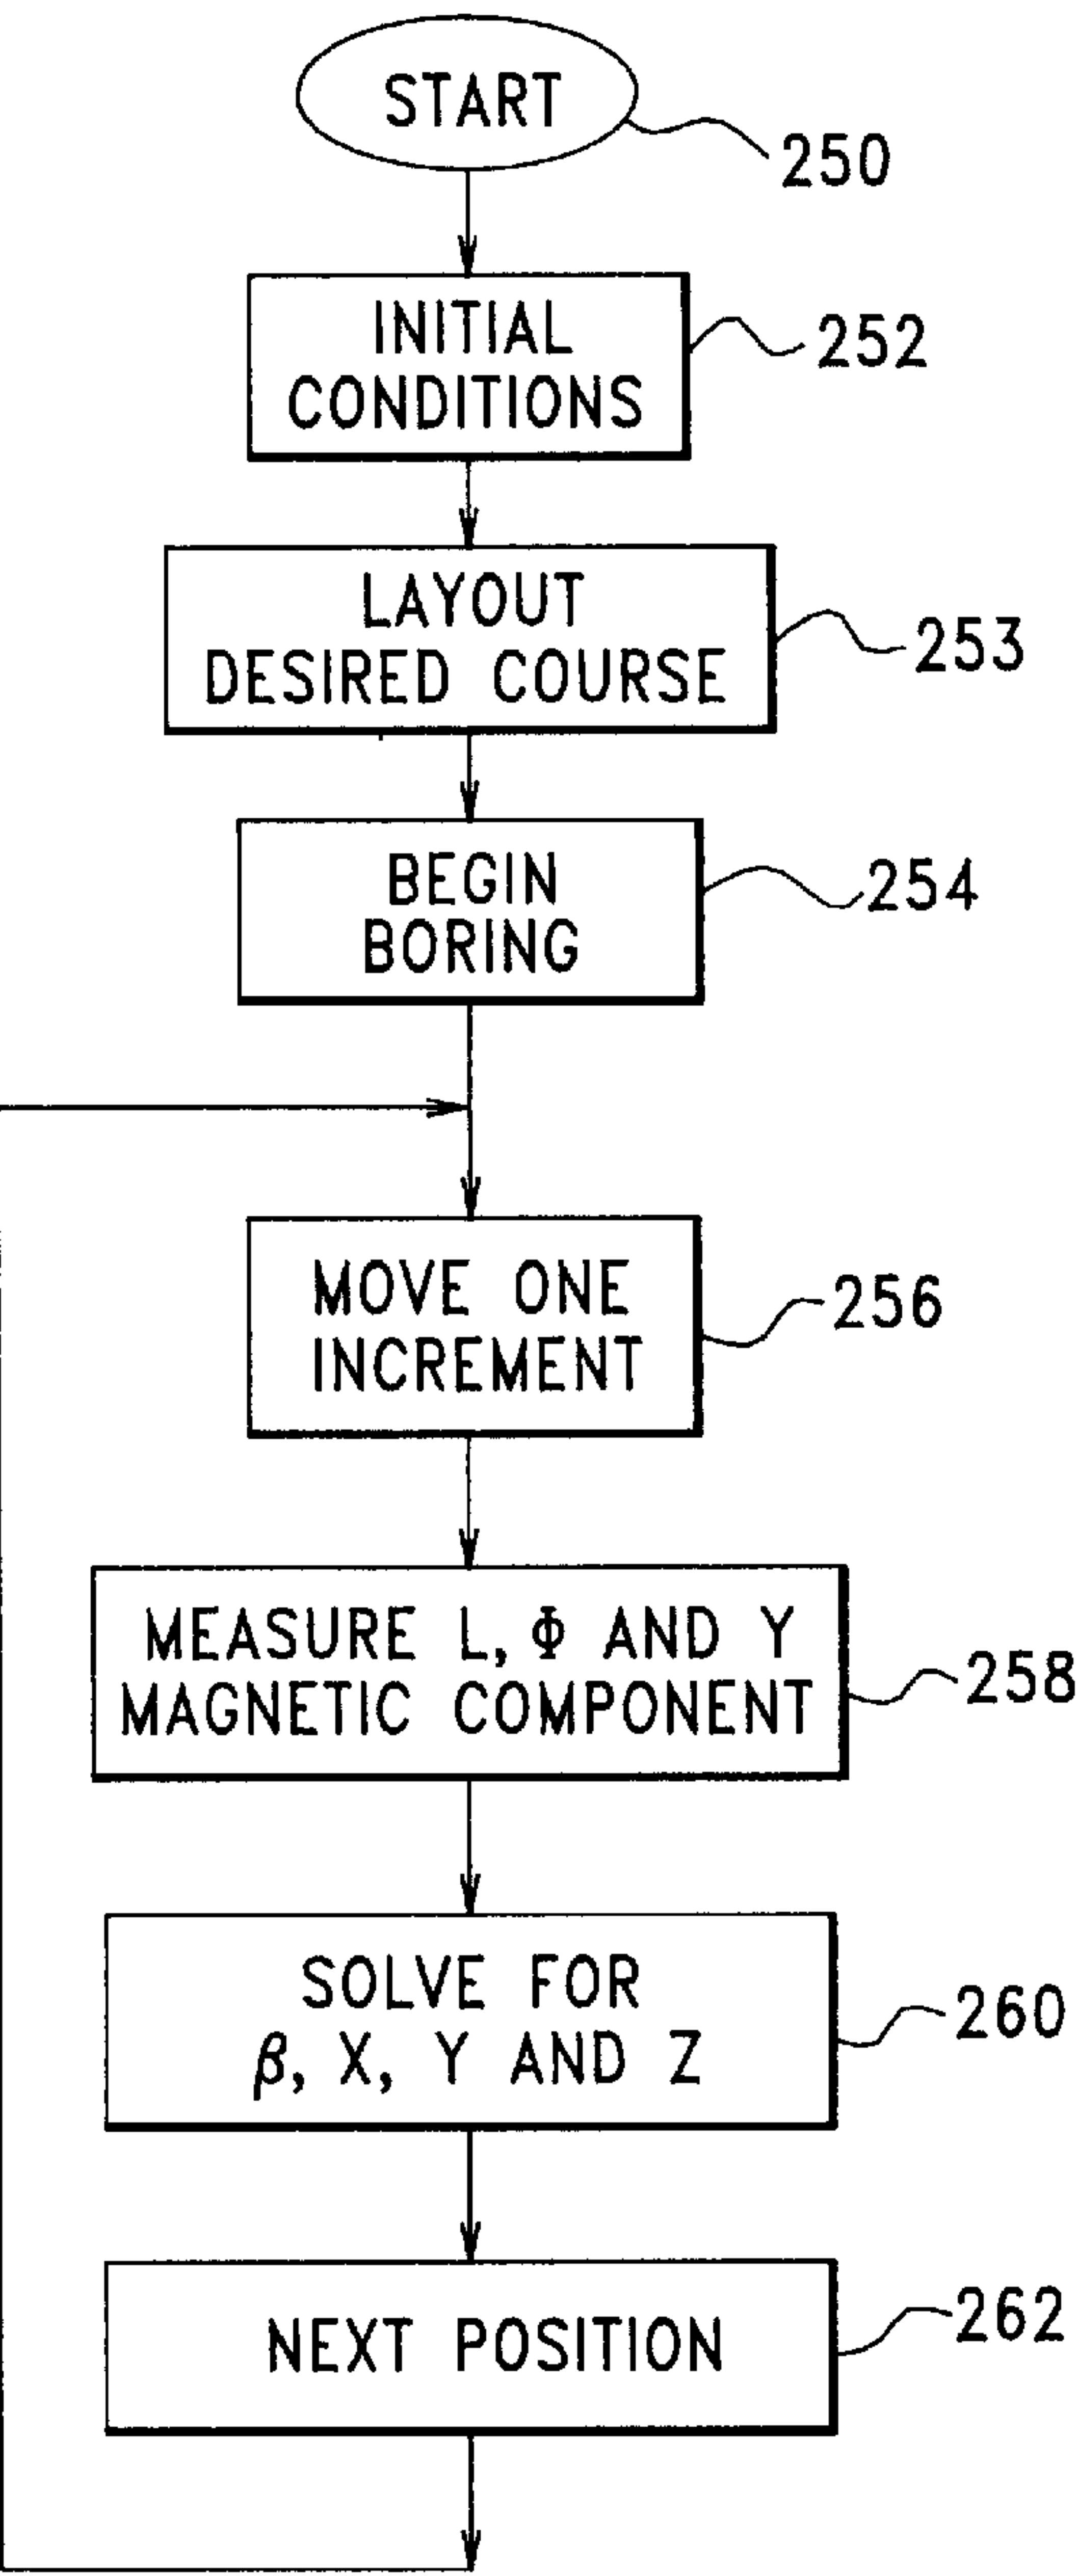 START
250
INITIAL
CONDITIONS
252
LAYOUT
DESIRED COURSE
253
BEGIN
BORING
254
MOVE ONE
INCREMENT
256
MEASURE L, Φ AND Y
MAGNETIC COMPONENT
258
SOLVE FOR
β, X, Y AND Z
260
NEXT POSITION
262